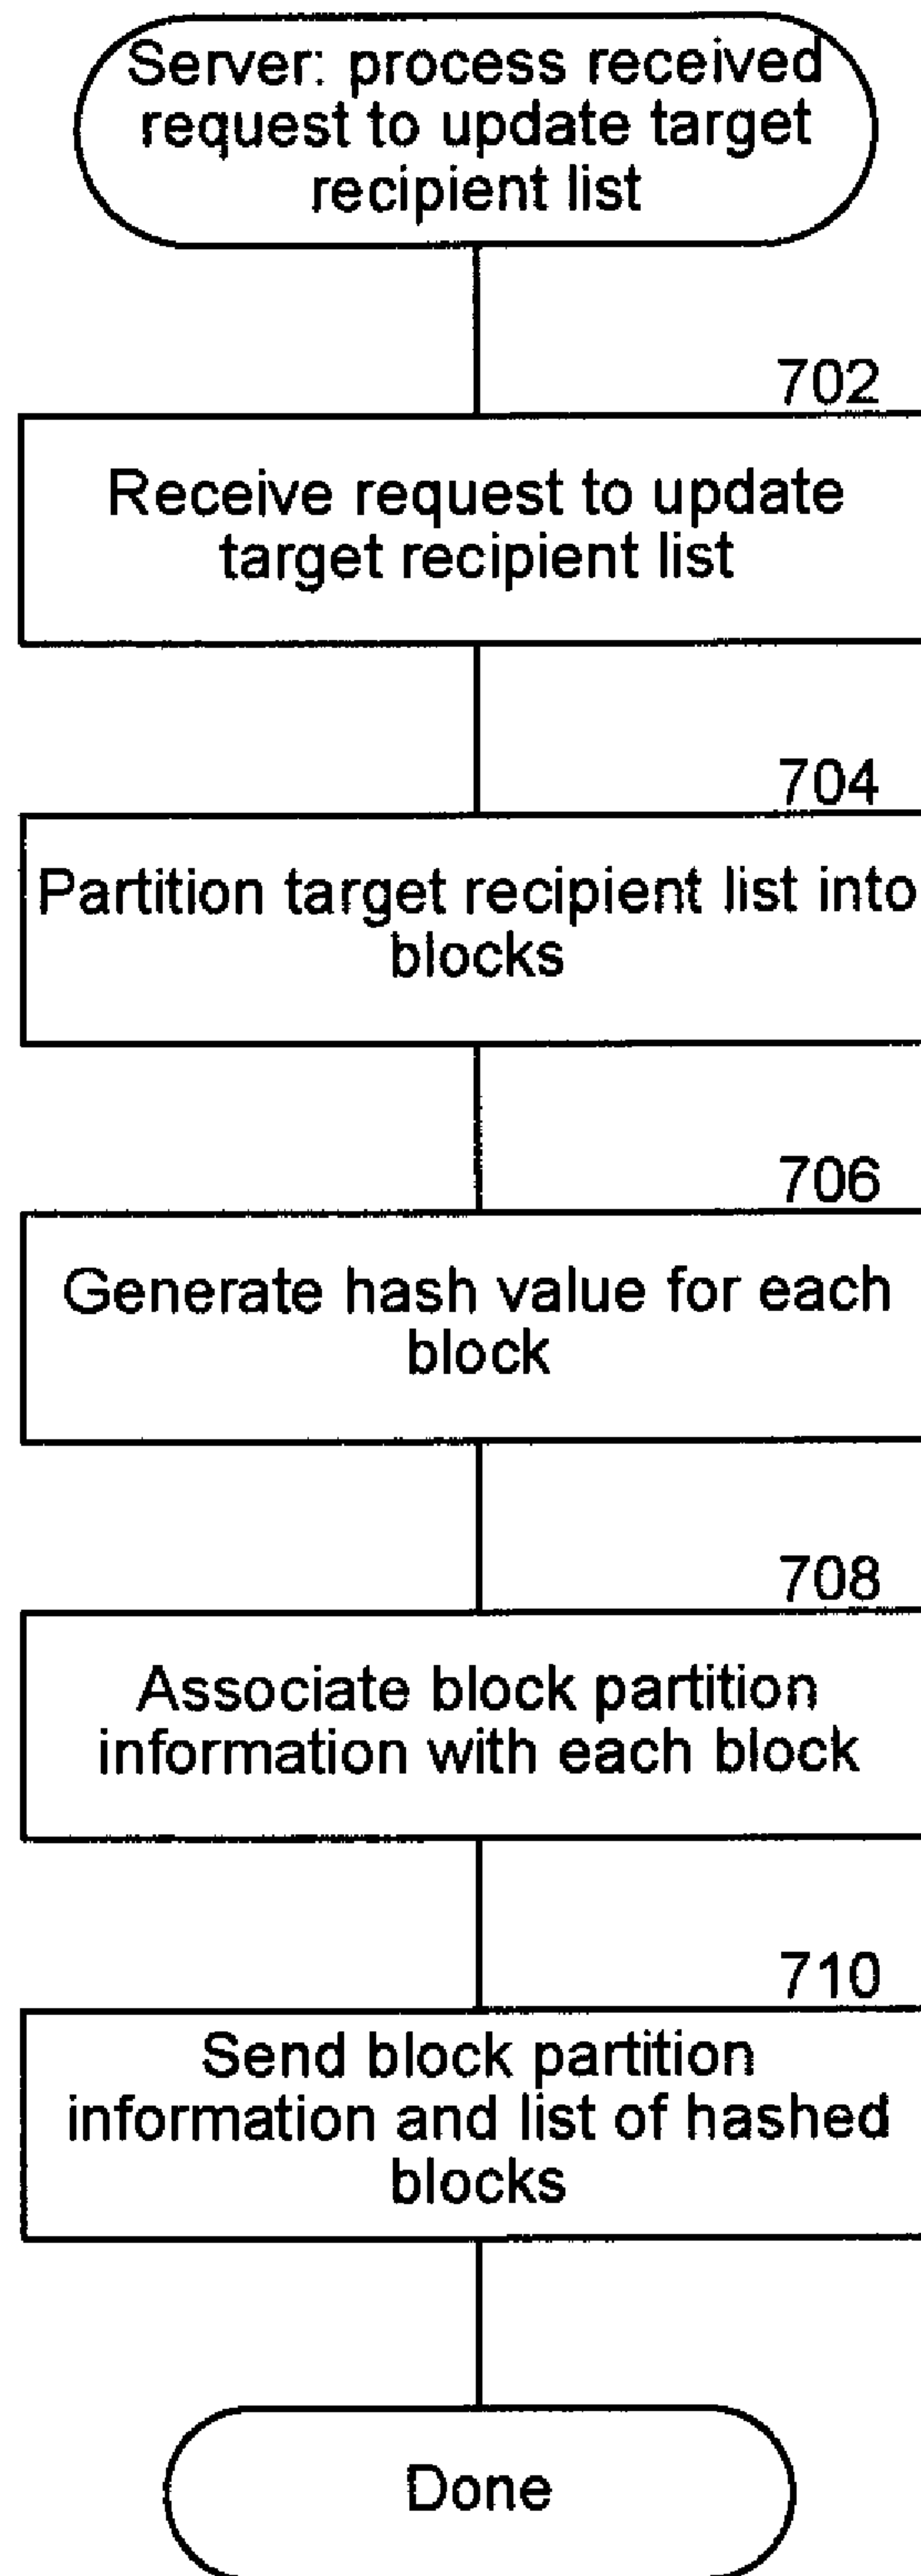 Server: process received
request to update target
recipient list
702
Receive request to update
target recipient list
704
Partition target recipient list into
blocks
706
Generate hash value for each
block
708
Associate block partition
information with each block
710
Send block partition
information and list of hashed
blocks
Done